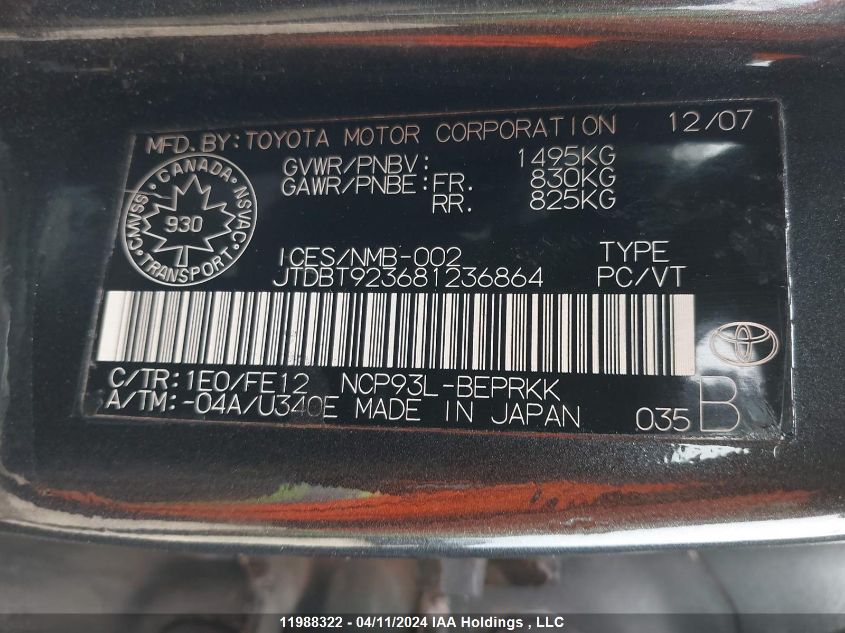 MFD. BY: TOYOTA MOTOR CORPORATION 12/07
GVWR/PNBV: 1495KG
GAWR/PNBE: FR. 830KG
RR. 825KG
CANADA
CMVSS NSVAC
930
TRANSPORT
ICES/NMB-002 TYPE
JTDBT923681236864 PC/VT
C/TR: 1E0/FE12 NCP93L-BEPRKK
A/TM: -04A/U340E MADE IN JAPAN 035 B
11988322 - 04/11/2024 IAA Holdings , LLC